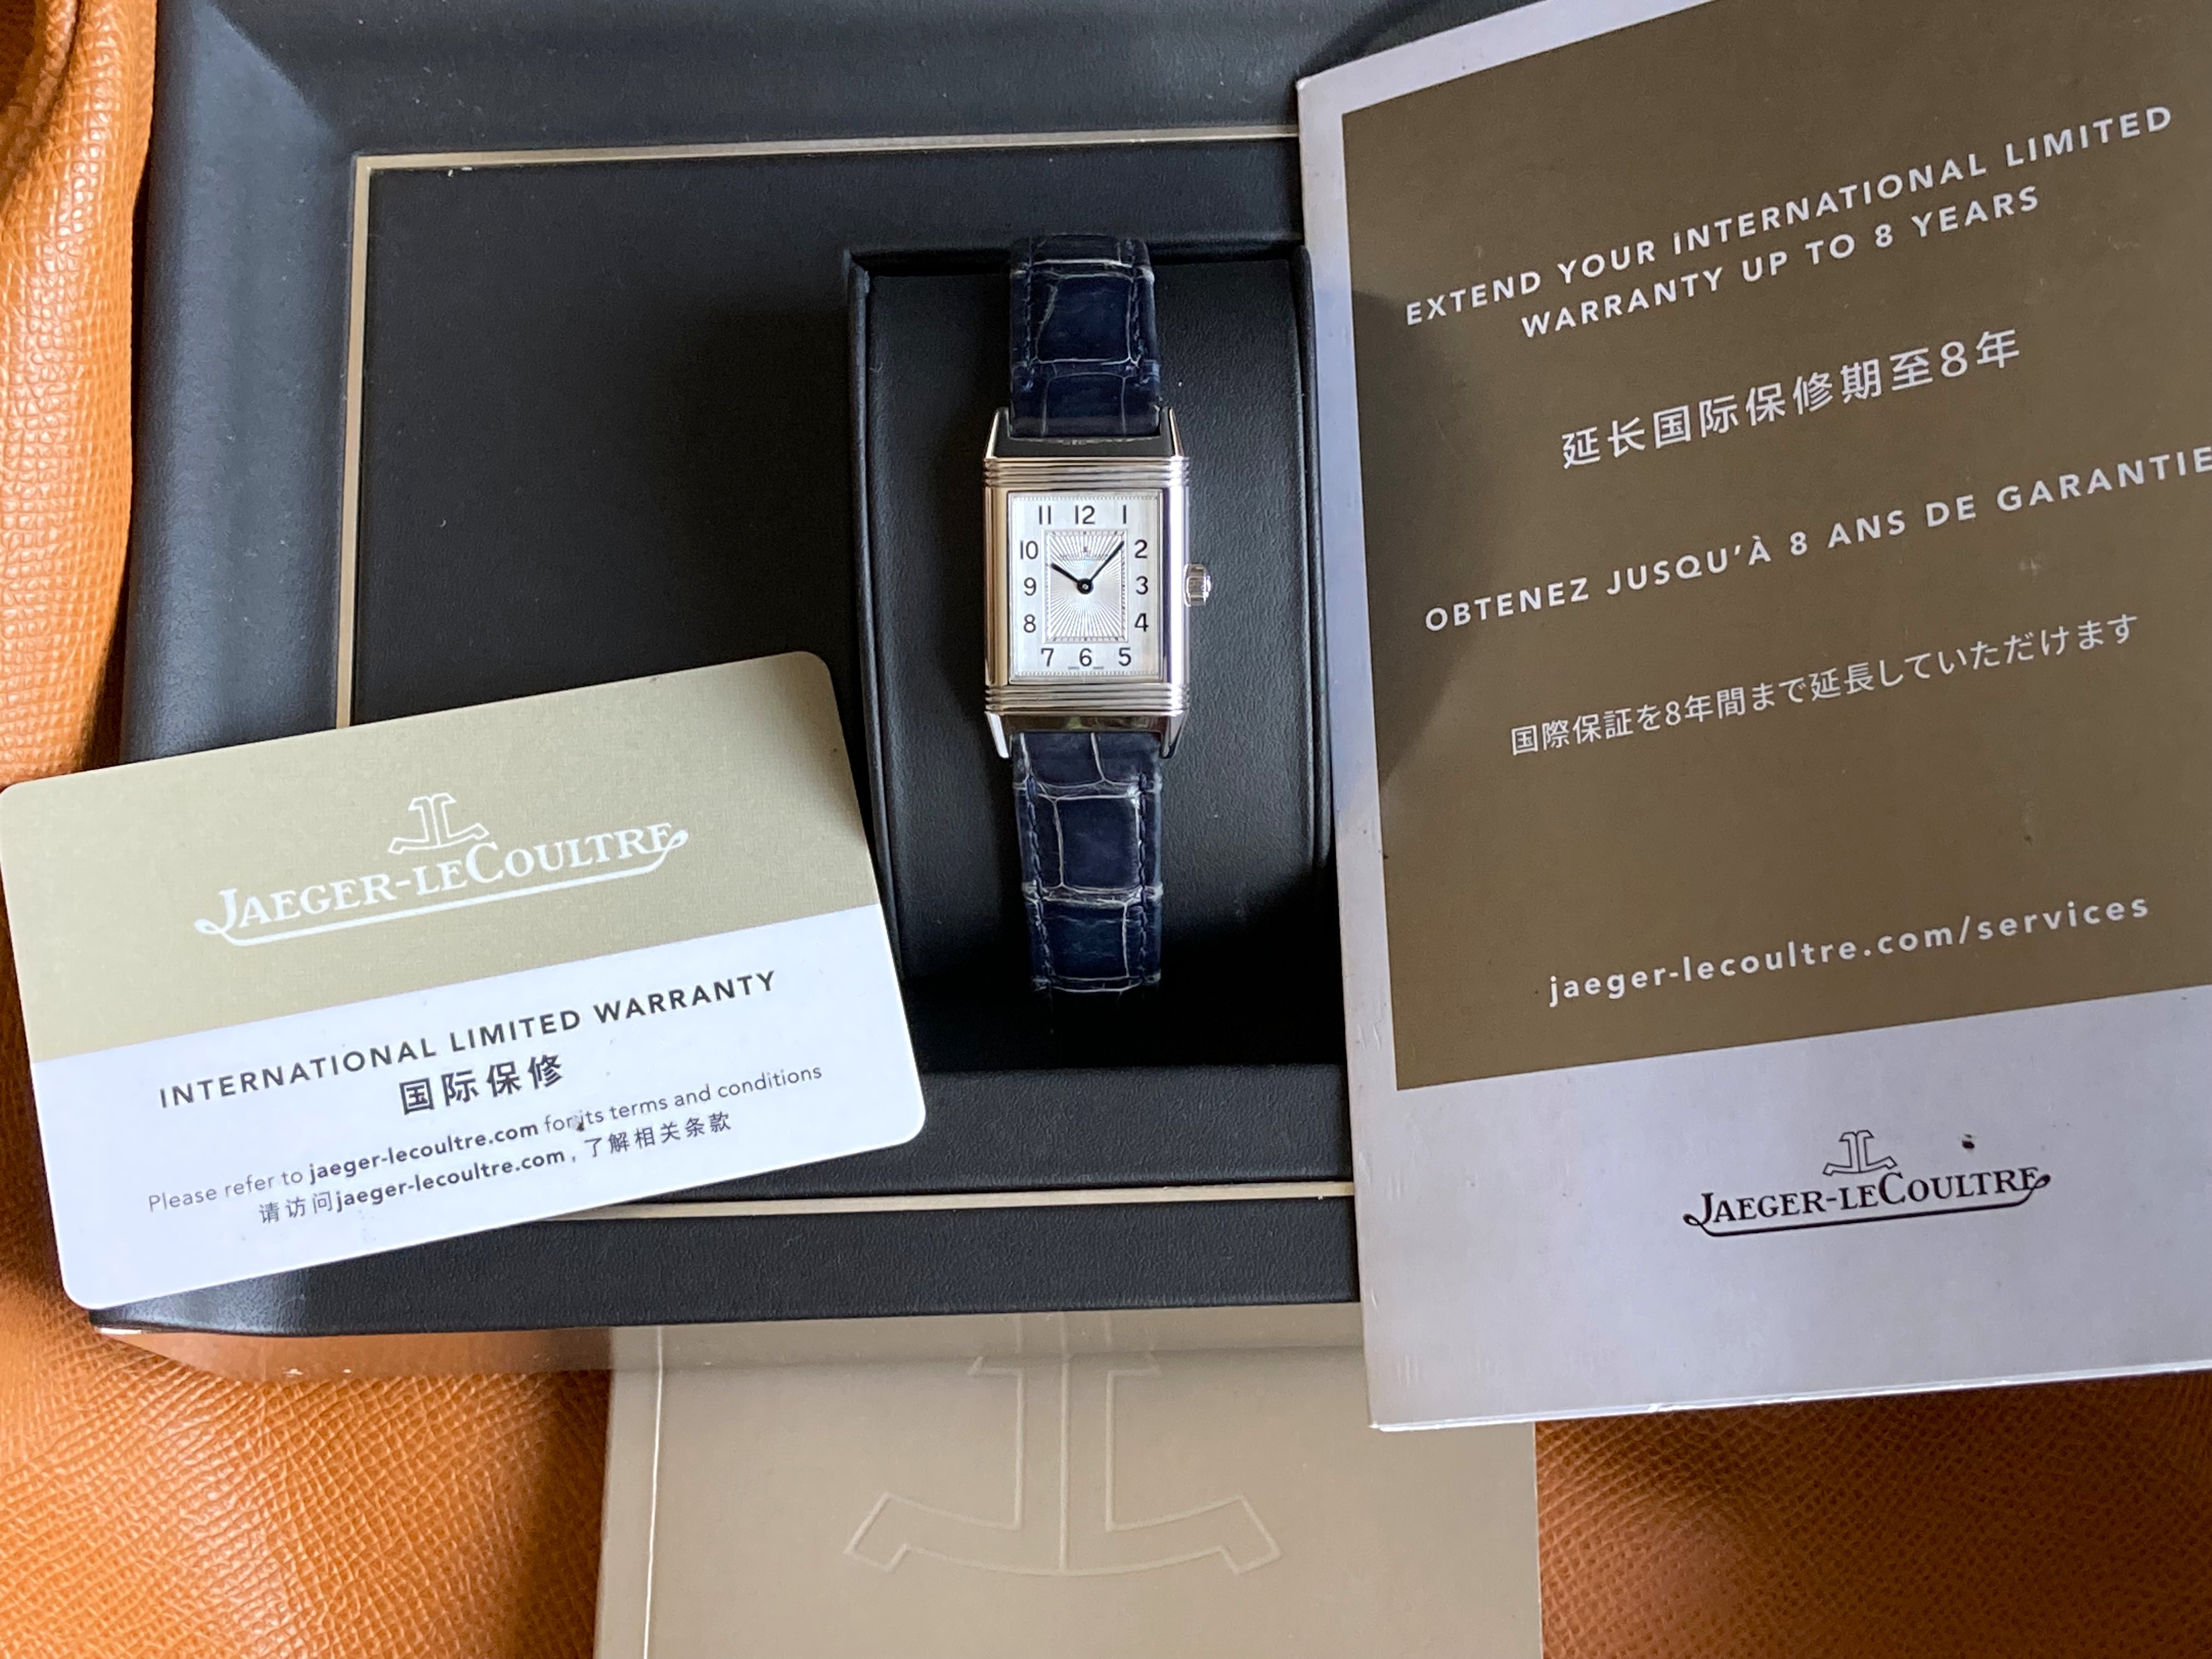 JAEGER-LECOULTRE
INTERNATIONAL LIMITED WARRANTY
国际保修
Please refer to jaeger-lecoultre.com for its terms and conditions
请访问jaeger-lecoultre.com，了解相关条款
11 12 1
10 2
9 3
8 4
7 6 5
EXTEND YOUR INTERNATIONAL LIMITED
WARRANTY UP TO 8 YEARS
延长国际保修期至8年
OBTENEZ JUSQU'À 8 ANS DE GARANTIE
国際保証を8年間まで延長していただけます
jaeger-lecoultre.com/services
JAEGER-LECOULTRE